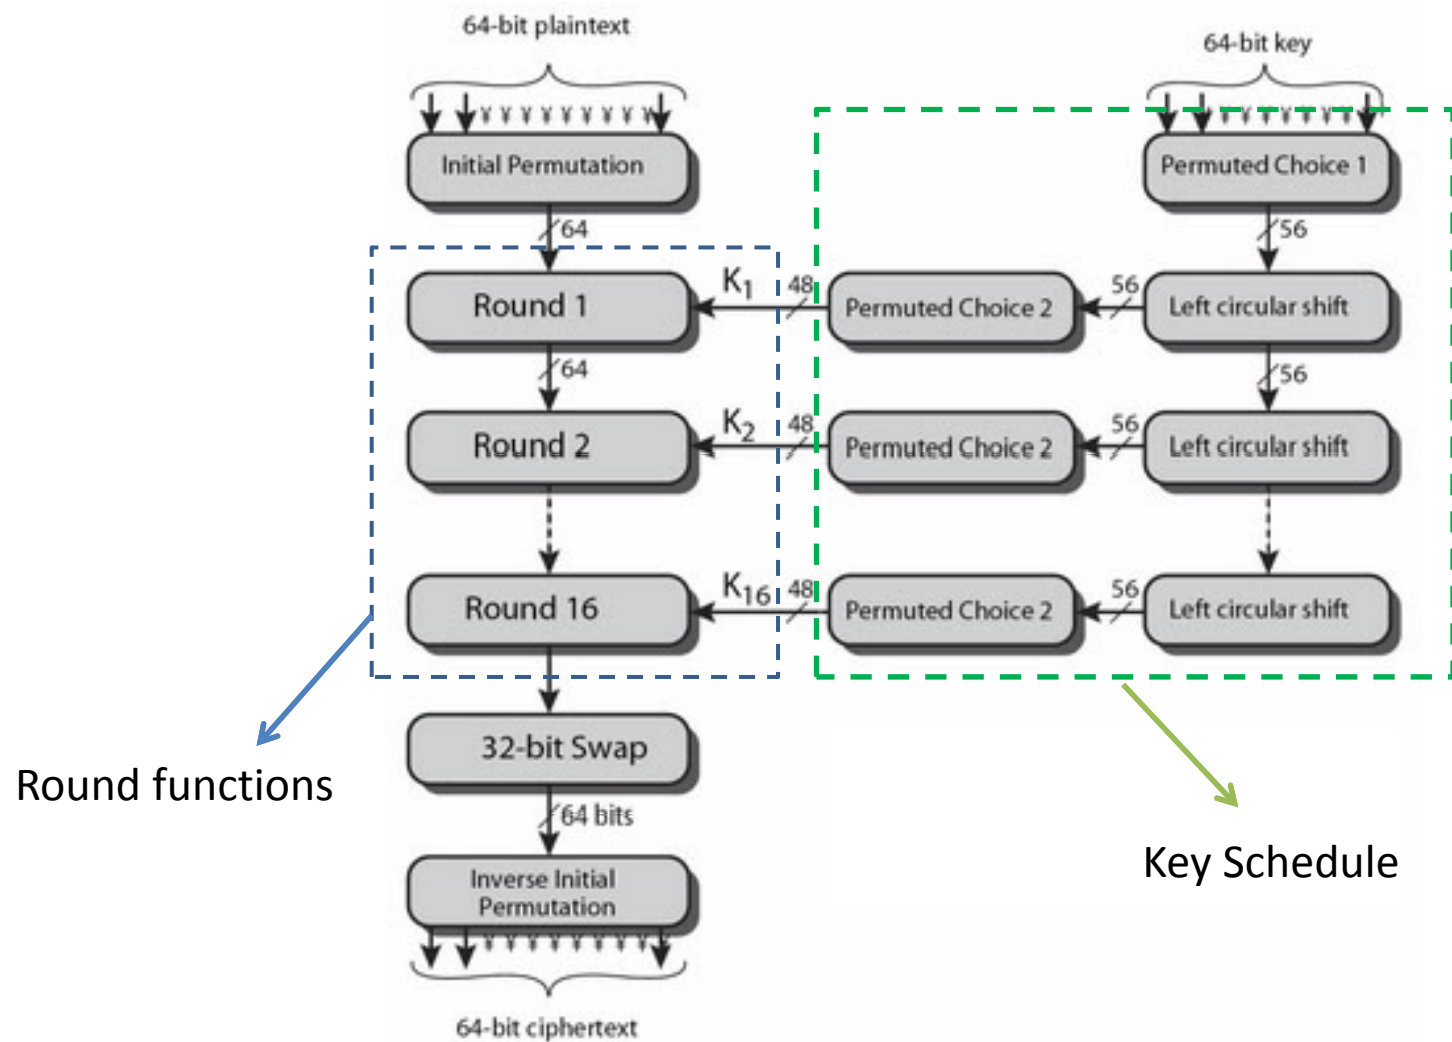 64-bit plaintext
64-bit key
Initial Permutation
Permuted Choice 1
64
56
Round 1
K1
48
Permuted Choice 2
56
Left circular shift
64
56
Round 2
K2
48
Permuted Choice 2
56
Left circular shift
Round 16
K16
48
Permuted Choice 2
56
Left circular shift
32-bit Swap
Round functions
64 bits
Key Schedule
Inverse Initial
Permutation
64-bit ciphertext